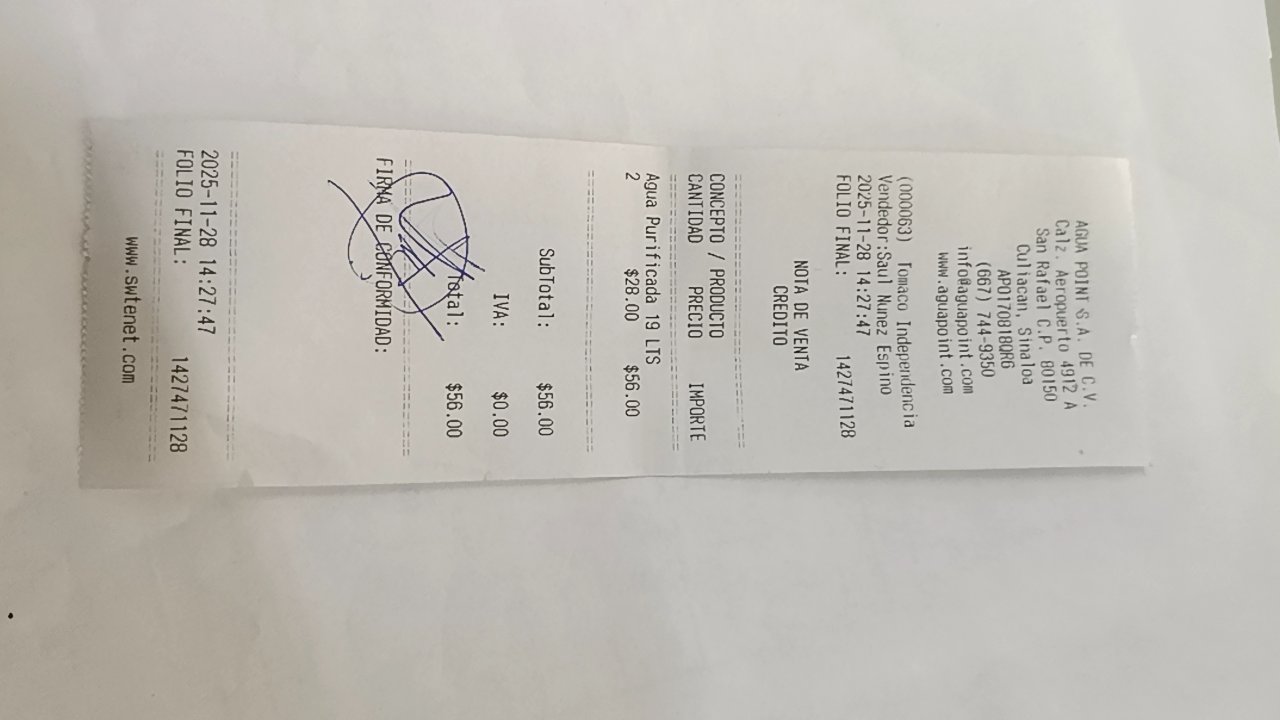 AGUA POINT S.A. DE C.V.
Calz. Aeropuerto 4912 A
San Rafael C.P. 80150
Culiacan, Sinaloa
APO170818QR6
(667) 744-9350
info@aguapoint.com
www.aguapoint.com
(000063) Tomaco Independencia
Vendedor:Saul Nunez Espino
2025-11-28 14:27:47
FOLIO FINAL: 1427471128
NOTA DE VENTA
CREDITO
CONCEPTO / PRODUCTO
CANTIDAD PRECIO IMPORTE
Agua Purificada 19 LTS
2 $28.00 $56.00
SubTotal: $56.00
IVA: $0.00
Total: $56.00
FIRMA DE CONFORMIDAD:
2025-11-28 14:27:47
FOLIO FINAL: 1427471128
www.swtenet.com